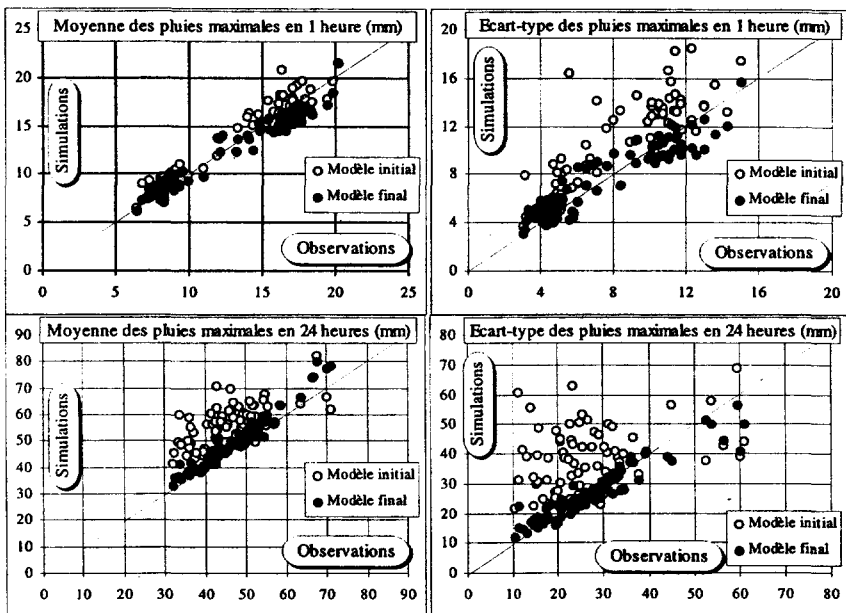 Moyenne des pluies maximales en 1 heure (mm)
25
20
15
10
5
0
Simulations
Modèle initial
Modèle final
Observations
0 5 10 15 20 25
Ecart-type des pluies maximales en 1 heure (mm)
20
16
12
8
4
0
Simulations
Modèle initial
Modèle final
Observations
0 4 8 12 16 20
Moyenne des pluies maximales en 24 heures (mm)
90
80
70
60
50
40
30
20
10
0
Simulations
Modèle initial
Modèle final
Observations
0 10 20 30 40 50 60 70 80 90
Ecart-type des pluies maximales en 24 heures (mm)
80
70
60
50
40
30
20
10
0
Simulations
Modèle initial
Modèle final
Observations
0 10 20 30 40 50 60 70 80